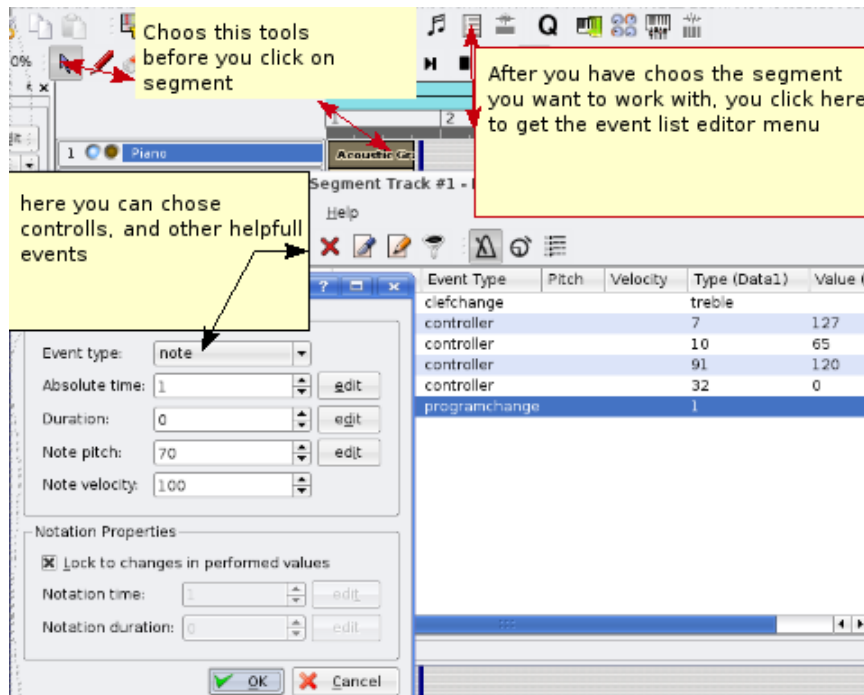 Choos this tools
before you click on
segment
Q
0%
After you have choos the segment
you want to work with, you click here
to get the event list editor menu
1
2
1 Piano
Acoustic Gr
Segment Track #1 -
here you can chose
controlls, and other helpfull
events
Help
?
Event Type Pitch Velocity Type (Data1) Value (
clefchange treble
controller 7 127
controller 10 65
controller 91 120
controller 32 0
programchange 1
Event type: note
Absolute time: 1 edit
Duration: 0 edit
Note pitch: 70 edit
Note velocity: 100
Notation Properties
Lock to changes in performed values
Notation time: 1 edit
Notation duration: 0 edit
OK Cancel